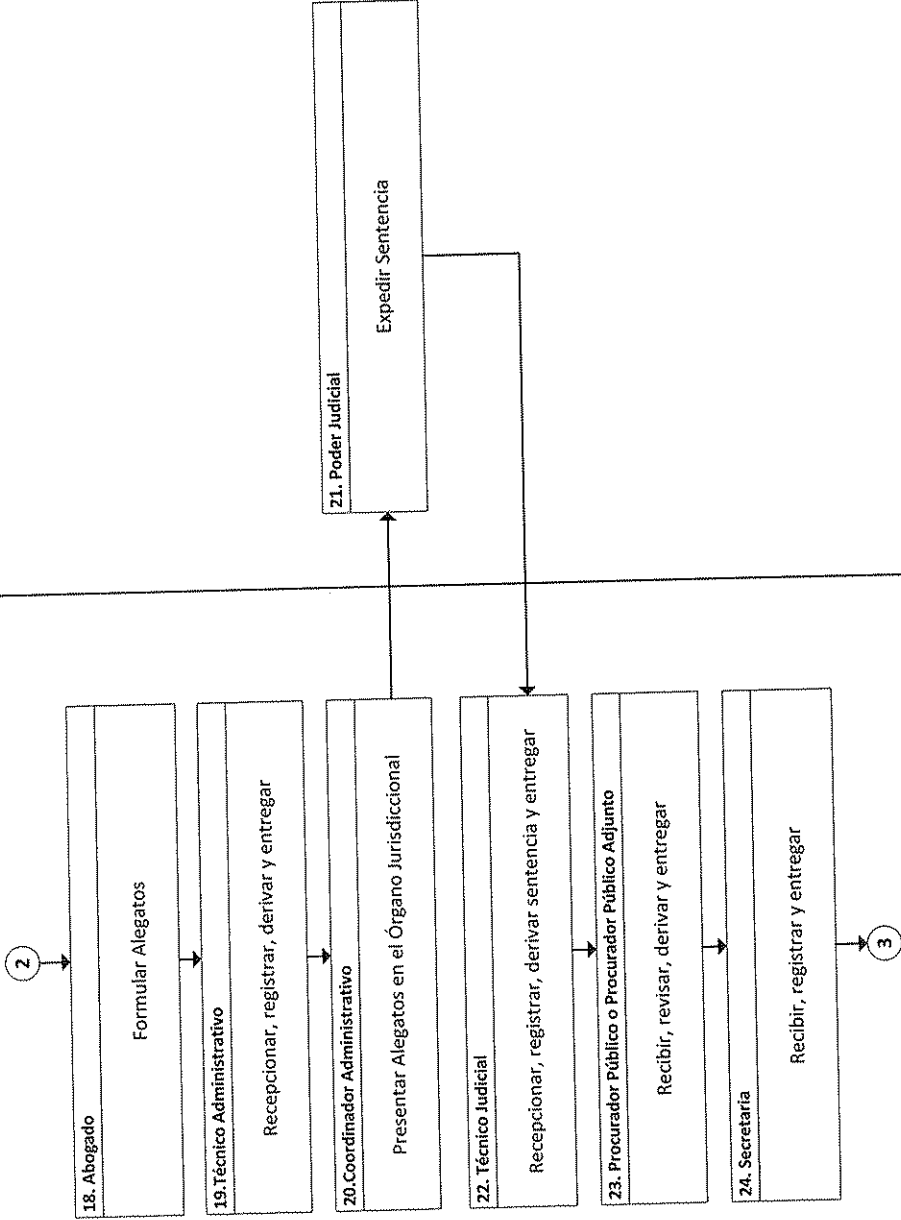 2
18. Abogado
Formular Alegatos
19.Técnico Administrativo
Recepcionar, registrar, derivar y entregar
20.Coordinador Administrativo
Presentar Alegatos en el Órgano Jurisdiccional
21. Poder Judicial
Expedir Sentencia
22. Técnico Judicial
Recepcionar, registrar, derivar sentencia y entregar
23. Procurador Público o Procurador Público Adjunto
Recibir, revisar, derivar y entregar
24. Secretaria
Recibir, registrar y entregar
3